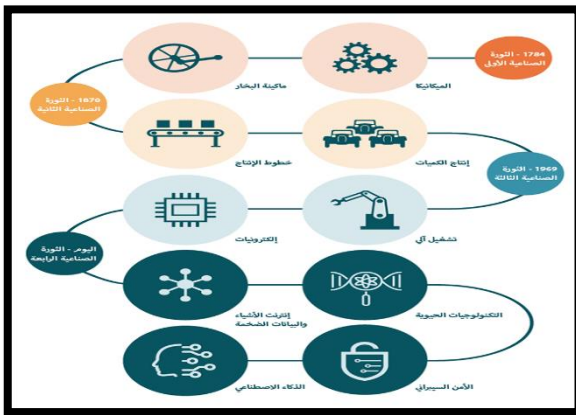 1784 - الثورة
الصناعية الأولى
الميكانيكا
ماكينة البخار
1870 - الثورة
الصناعية الثانية
خطوط الإنتاج
إنتاج الكميات
1969 - الثورة
الصناعية الثالثة
تشغيل آلي
إلكترونيات
اليوم - الثورة
الصناعية الرابعة
إنترنت الأشياء
والبيانات الضخمة
التكنولوجيات الحيوية
الأمن السيبراني
الذكاء الاصطناعي